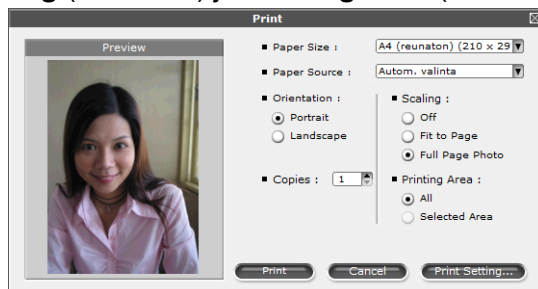 Print
Preview
Paper Size :
A4 (reunaton) (210 x 29
Paper Source :
Autom. valinta
Orientation :
Portrait
Landscape
Scaling :
Off
Fit to Page
Full Page Photo
Copies : 1
Printing Area :
All
Selected Area
Print
Cancel
Print Setting...